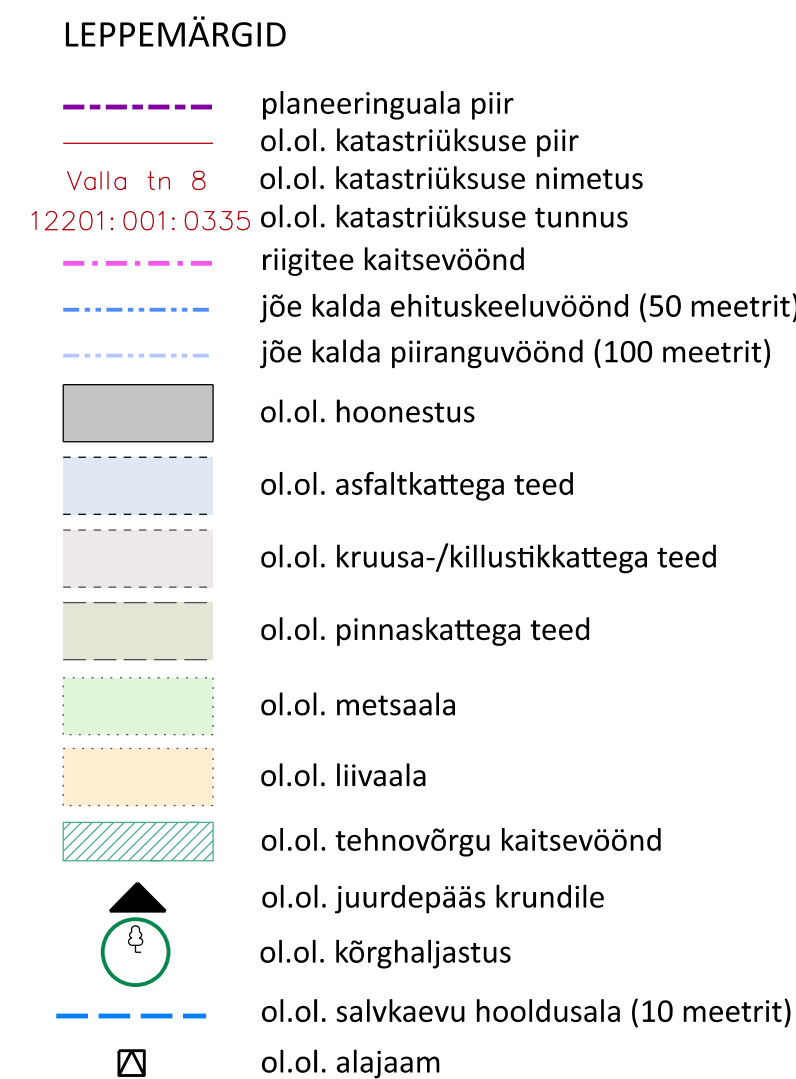 LEPPEMÄRGID
planeeringuala piir
ol.ol. katastriüksuse piir
Valla tn 8 ol.ol. katastriüksuse nimetus
12201:001:0335 ol.ol. katastriüksuse tunnus
riigitee kaitsevöönd
jõe kalda ehituskeeluvöönd (50 meetrit)
jõe kalda piiranguvöönd (100 meetrit)
ol.ol. hoonestus
ol.ol. asfaltkattega teed
ol.ol. kruusa-/killustikkattega teed
ol.ol. pinnaskattega teed
ol.ol. metsaala
ol.ol. liivaala
ol.ol. tehnovõrgu kaitsevöönd
ol.ol. juurdepääs krundile
ol.ol. kõrghaljastus
ol.ol. salvkaevu hooldusala (10 meetrit)
ol.ol. alajaam